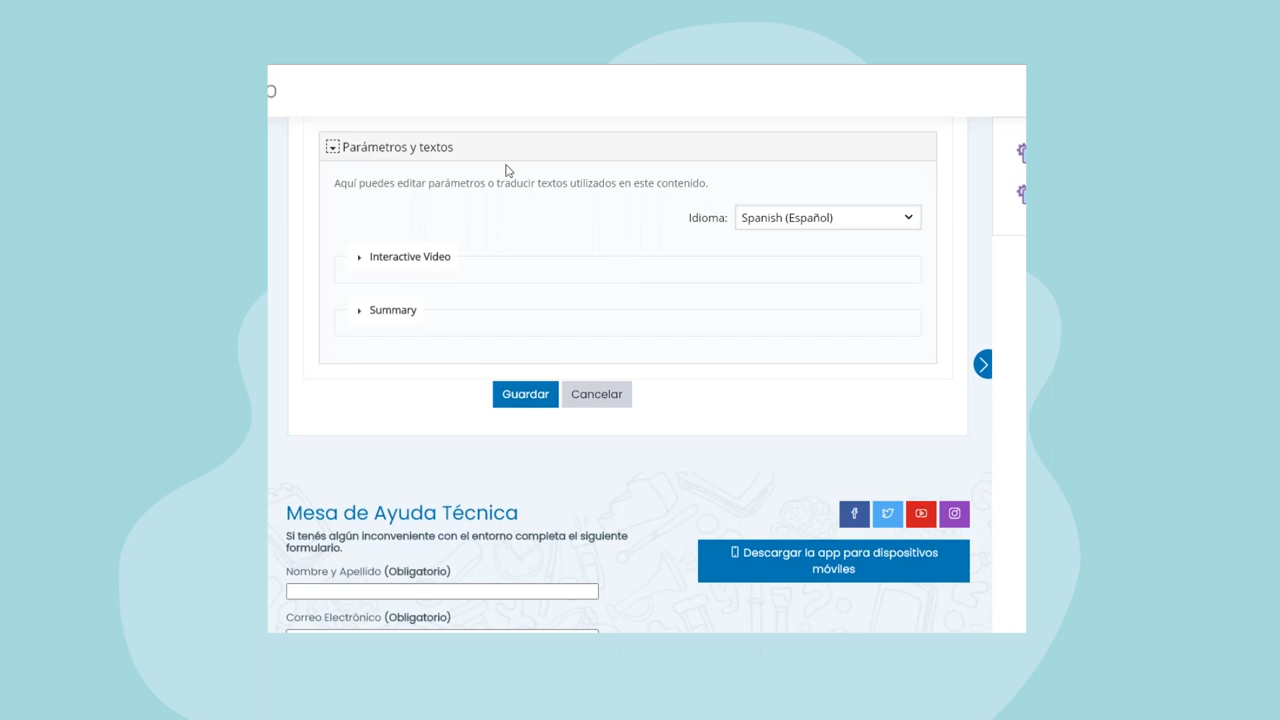 Parámetros y textos
Aquí puedes editar parámetros o traducir textos utilizados en este contenido.
Idioma: Spanish (Español)
Interactive Video
Summary
Guardar Cancelar
Mesa de Ayuda Técnica
Si tenés algún inconveniente con el entorno completa el siguiente
formulario.
Descargar la app para dispositivos
móviles
Nombre y Apellido (Obligatorio)
Correo Electrónico (Obligatorio)